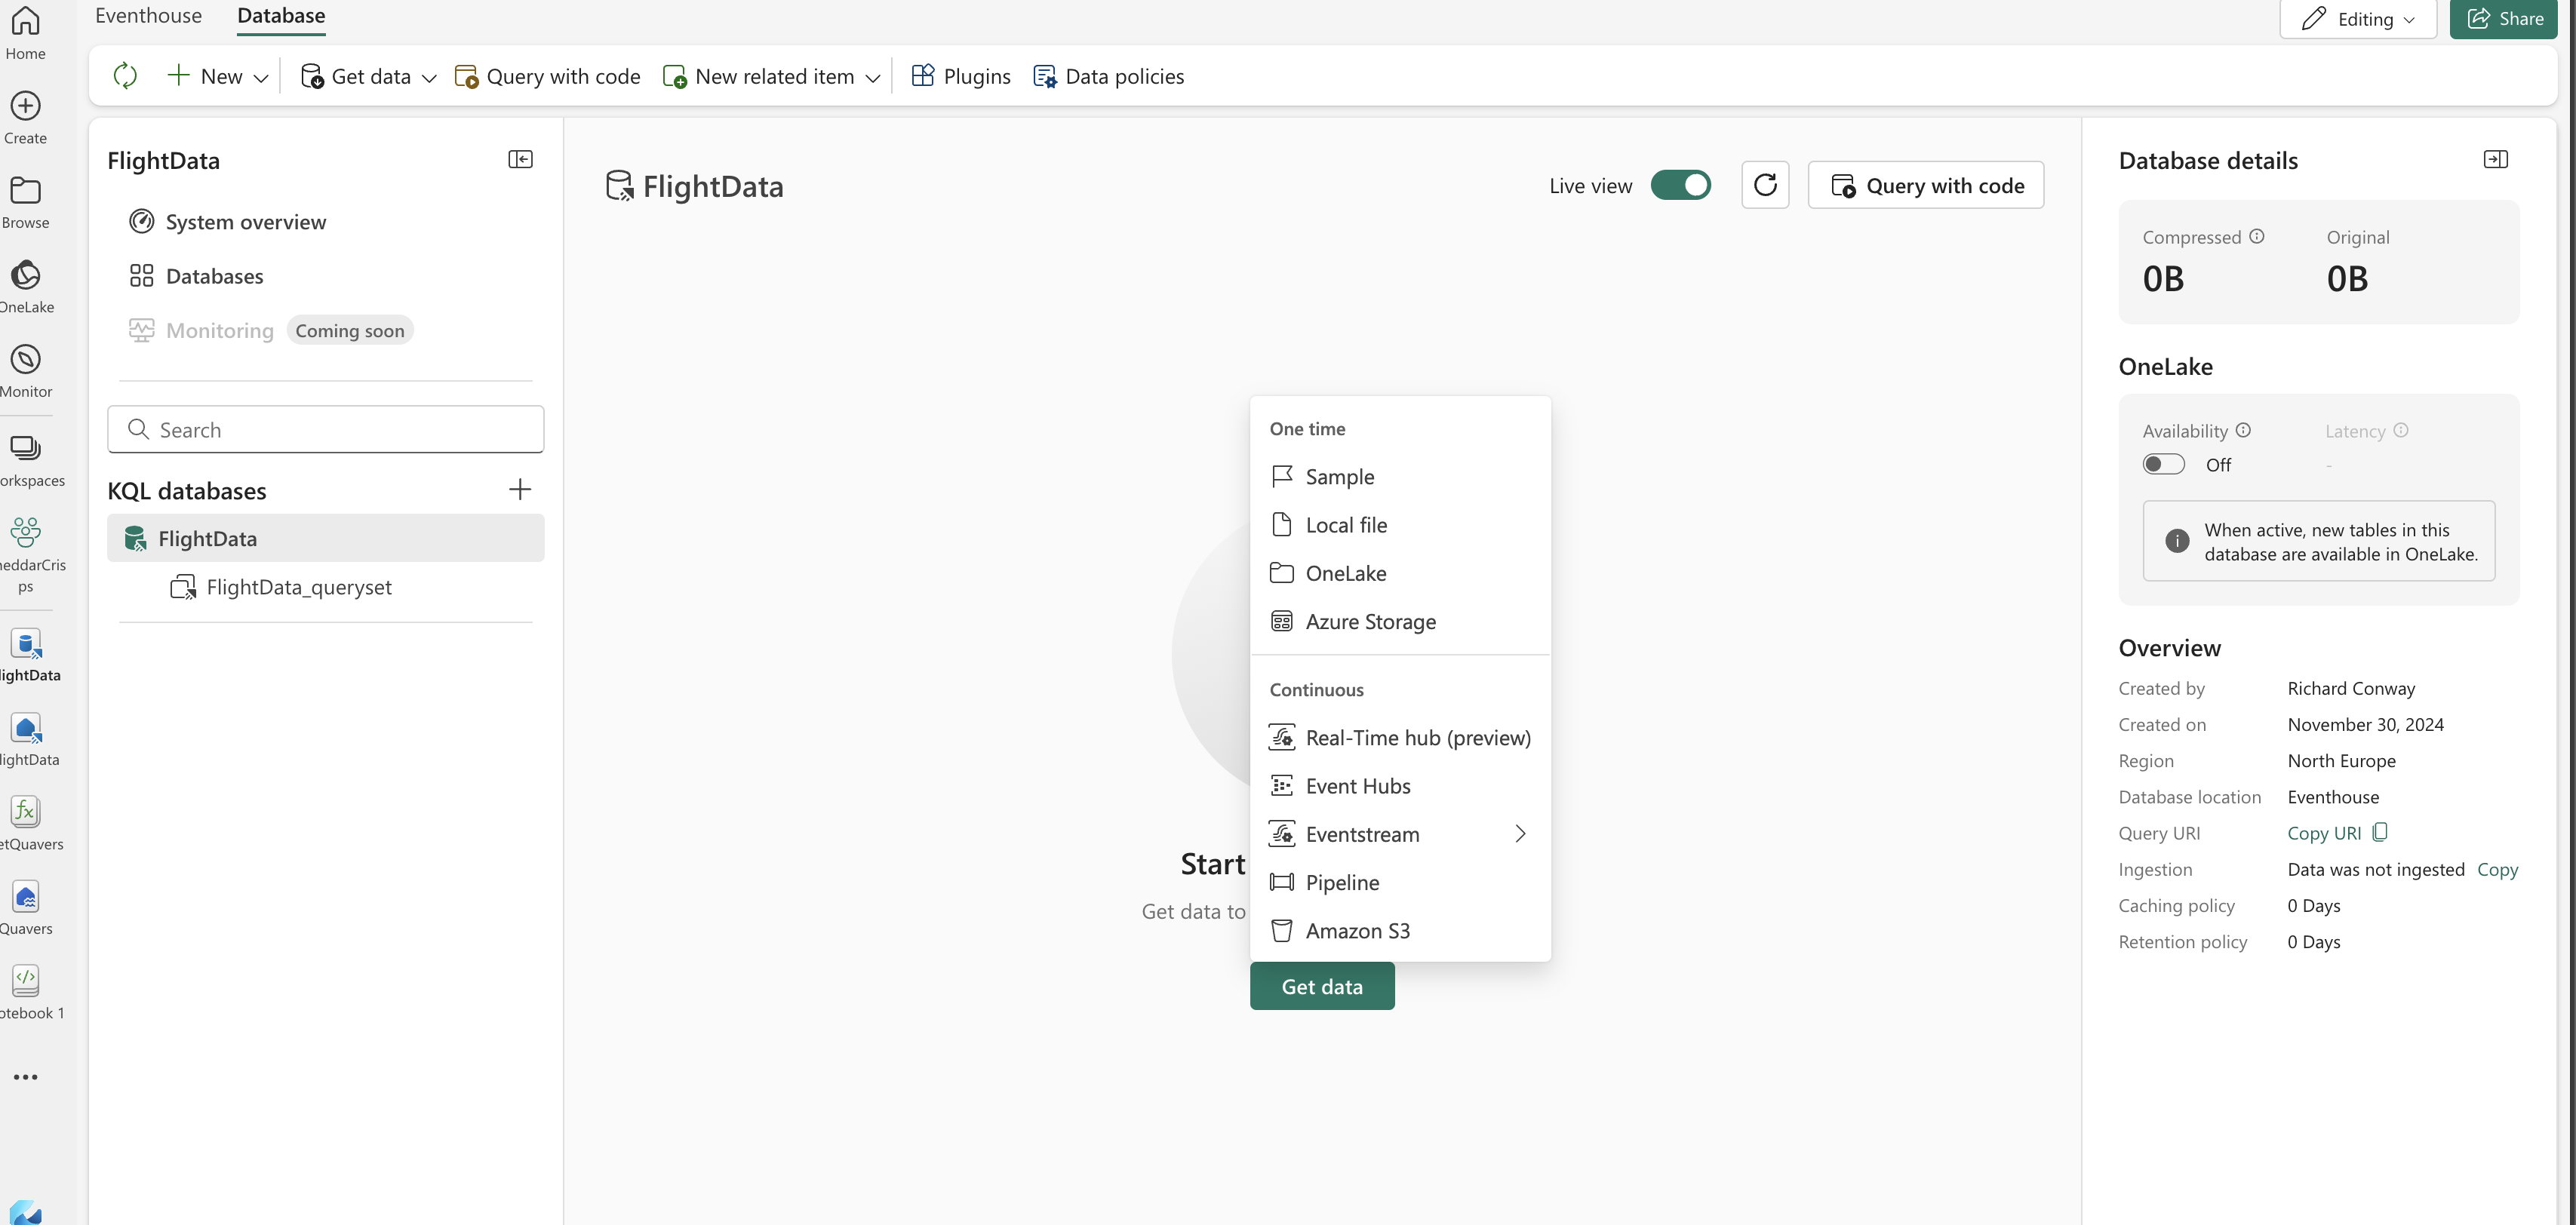 Eventhouse
Database
Editing
Share
New
Get data
Query with code
New related item
Plugins
Data policies
Home
Create
Browse
OneLake
Monitor
orkspaces
eddarCris
ps
lightData
lightData
etQuavers
Quavers
otebook 1
FlightData
System overview
Databases
Monitoring Coming soon
Search
KQL databases
FlightData
FlightData_queryset
FlightData
Live view
Query with code
One time
Sample
Local file
OneLake
Azure Storage
Continuous
Real-Time hub (preview)
Event Hubs
Eventstream
Pipeline
Amazon S3
Start
Get data to
Get data
Database details
Compressed Original
0B 0B
OneLake
Availability Latency
Off -
When active, new tables in this
database are available in OneLake.
Overview
Created by Richard Conway
Created on November 30, 2024
Region North Europe
Database location Eventhouse
Query URI Copy URI
Ingestion Data was not ingested Copy
Caching policy 0 Days
Retention policy 0 Days